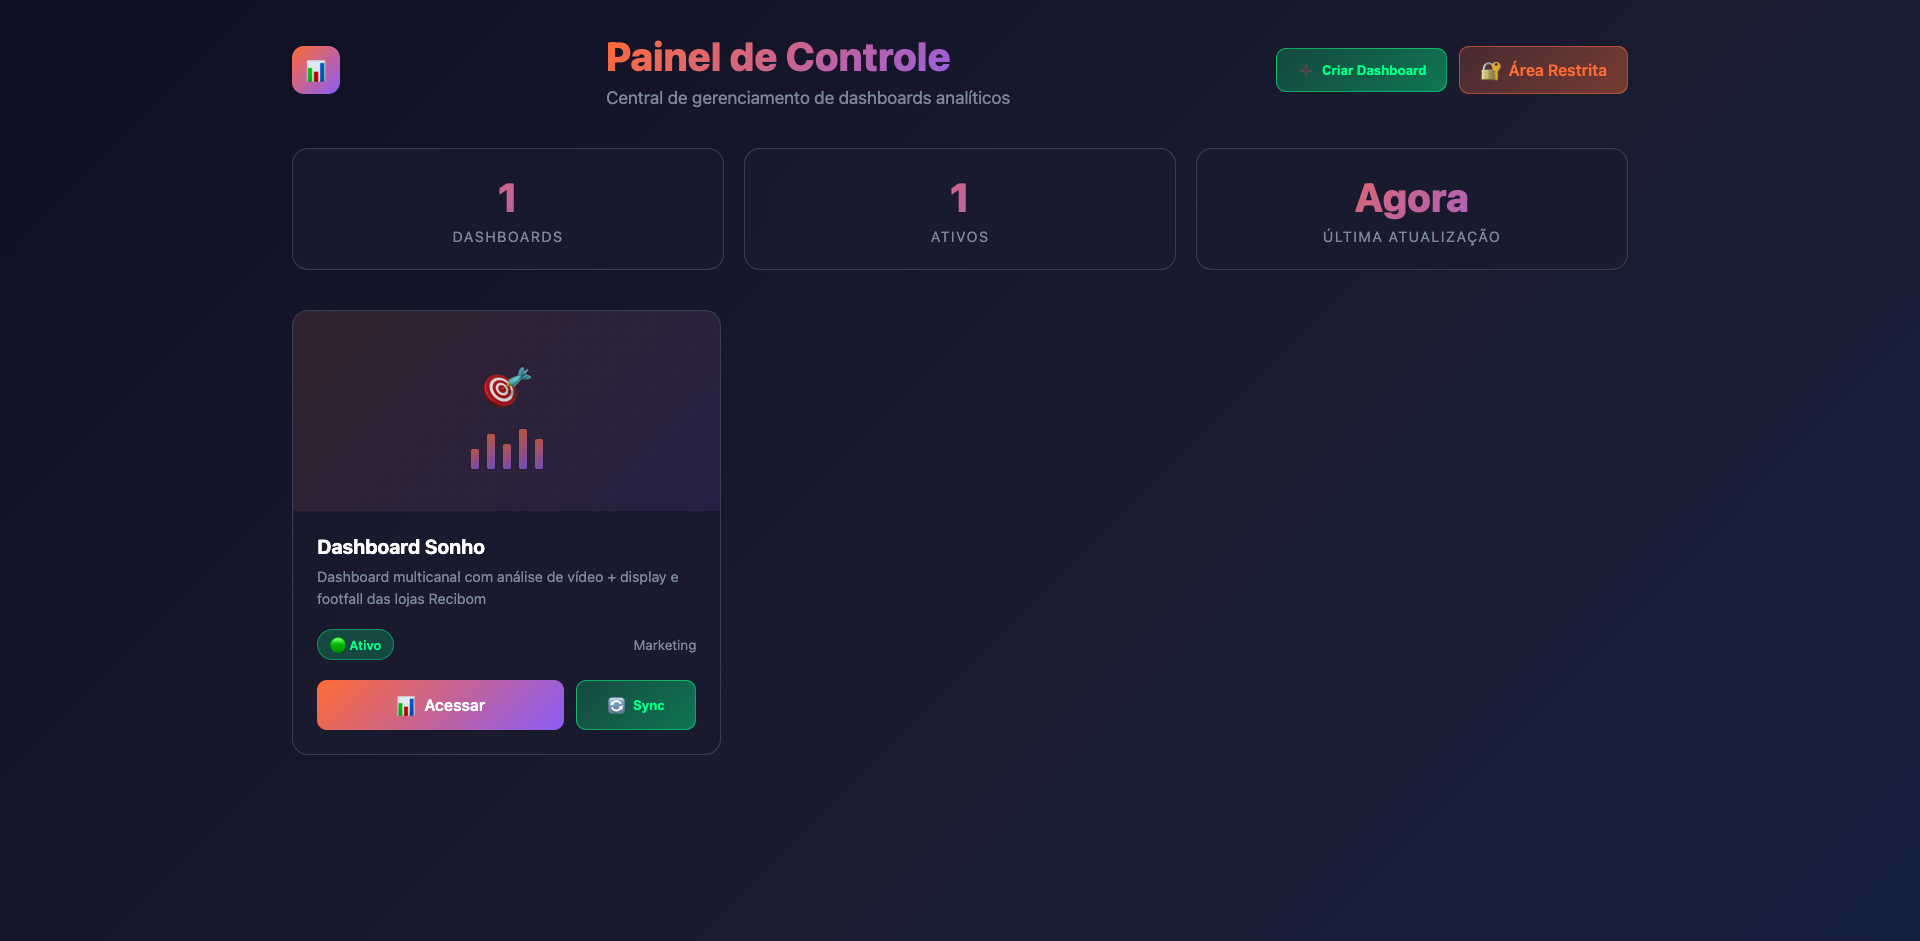 Painel de Controle
Central de gerenciamento de dashboards analíticos
Criar Dashboard
Área Restrita
1
DASHBOARDS
1
ATIVOS
Agora
ÚLTIMA ATUALIZAÇÃO
Dashboard Sonho
Dashboard multicanal com análise de vídeo + display e
footfall das lojas Recibom
Ativo
Marketing
Acessar
Sync